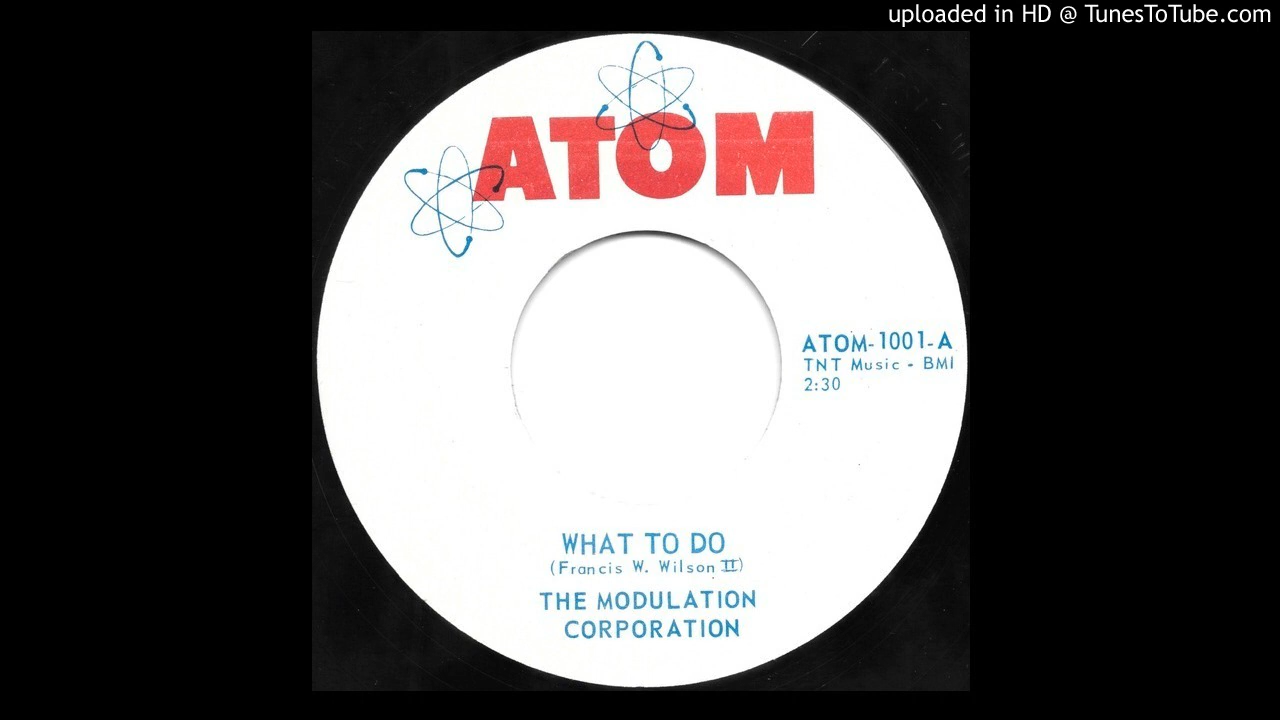 uploaded in HD @ TunesToTube.com
ATOM
ATOM-1001-A
TNT Music - BMI
2:30
WHAT TO DO
(Francis W. Wilson II)
THE MODULATION
CORPORATION